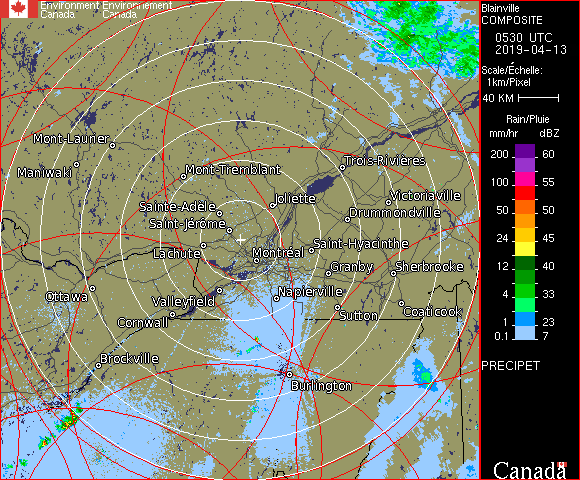 Environment Environnement
Canada Canada
Blainville
COMPOSITE
0530 UTC
2019-04-13
Scale/Échelle:
1km/Pixel
40 KM
Rain/Pluie
mm/hr dBZ
200 60
100 55
50 50
24 45
12 40
4 33
1 23
0.1 7
PRECIPET
Canada
Mont-Laurier
Maniwaki
Mont-Tremblant
Trois-Rivières
Joliette
Victoriaville
Sainte-Adèle
Drummondville
Saint-Jérôme
Saint-Hyacinthe
Lachute
Montréal
Granby
Sherbrooke
Ottawa
Valleyfield
Napierville
Cornwall
Sutton
Coaticook
Brockville
Burlington